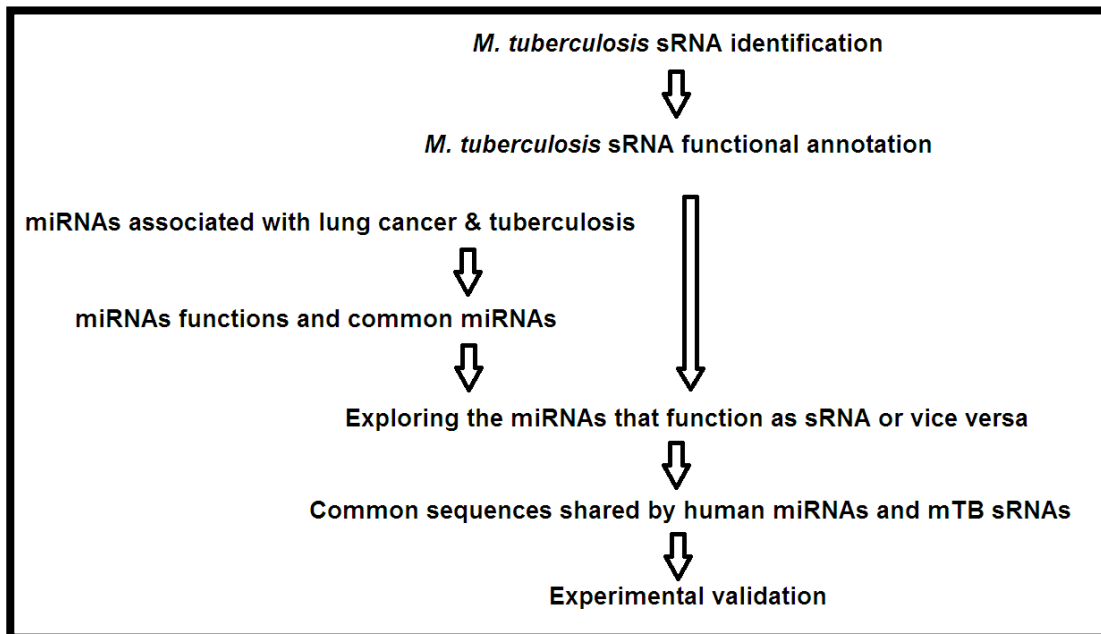 M. tuberculosis sRNA identification
M. tuberculosis sRNA functional annotation
miRNAs associated with lung cancer & tuberculosis
miRNAs functions and common miRNAs
Exploring the miRNAs that function as sRNA or vice versa
Common sequences shared by human miRNAs and mTB sRNAs
Experimental validation